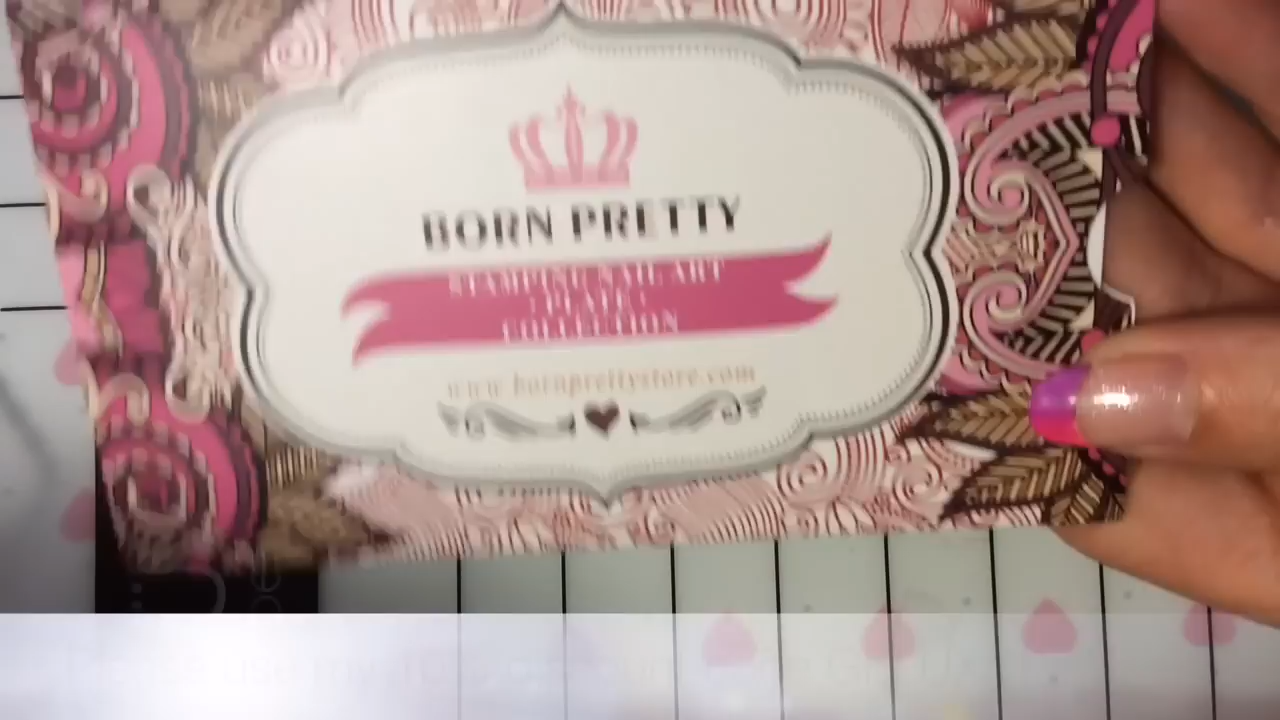 BORN PRETTY
STAMPING NAIL ART
(PLATE)
COLLECTION
www.bornprettystore.com